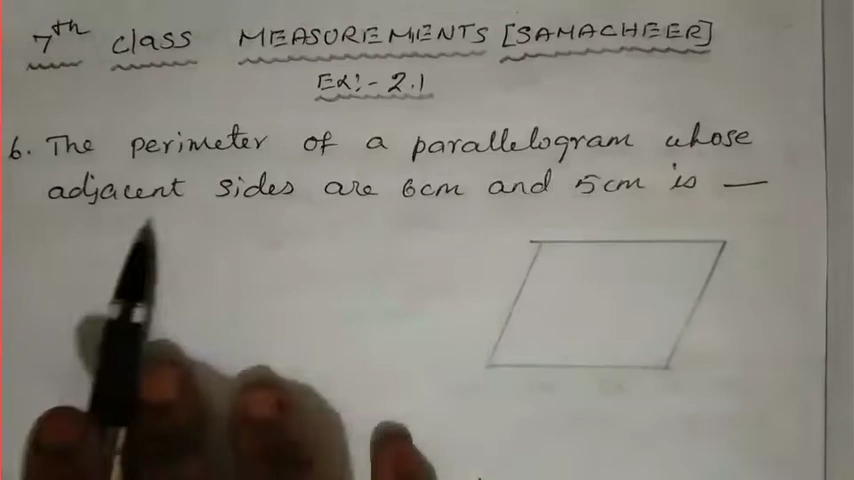 7th class MEASUREMENTS [SAMACHEER]
Ex:- 2.1
6. The perimeter of a parallelogram whose
adjacent sides are 6cm and 5cm is —